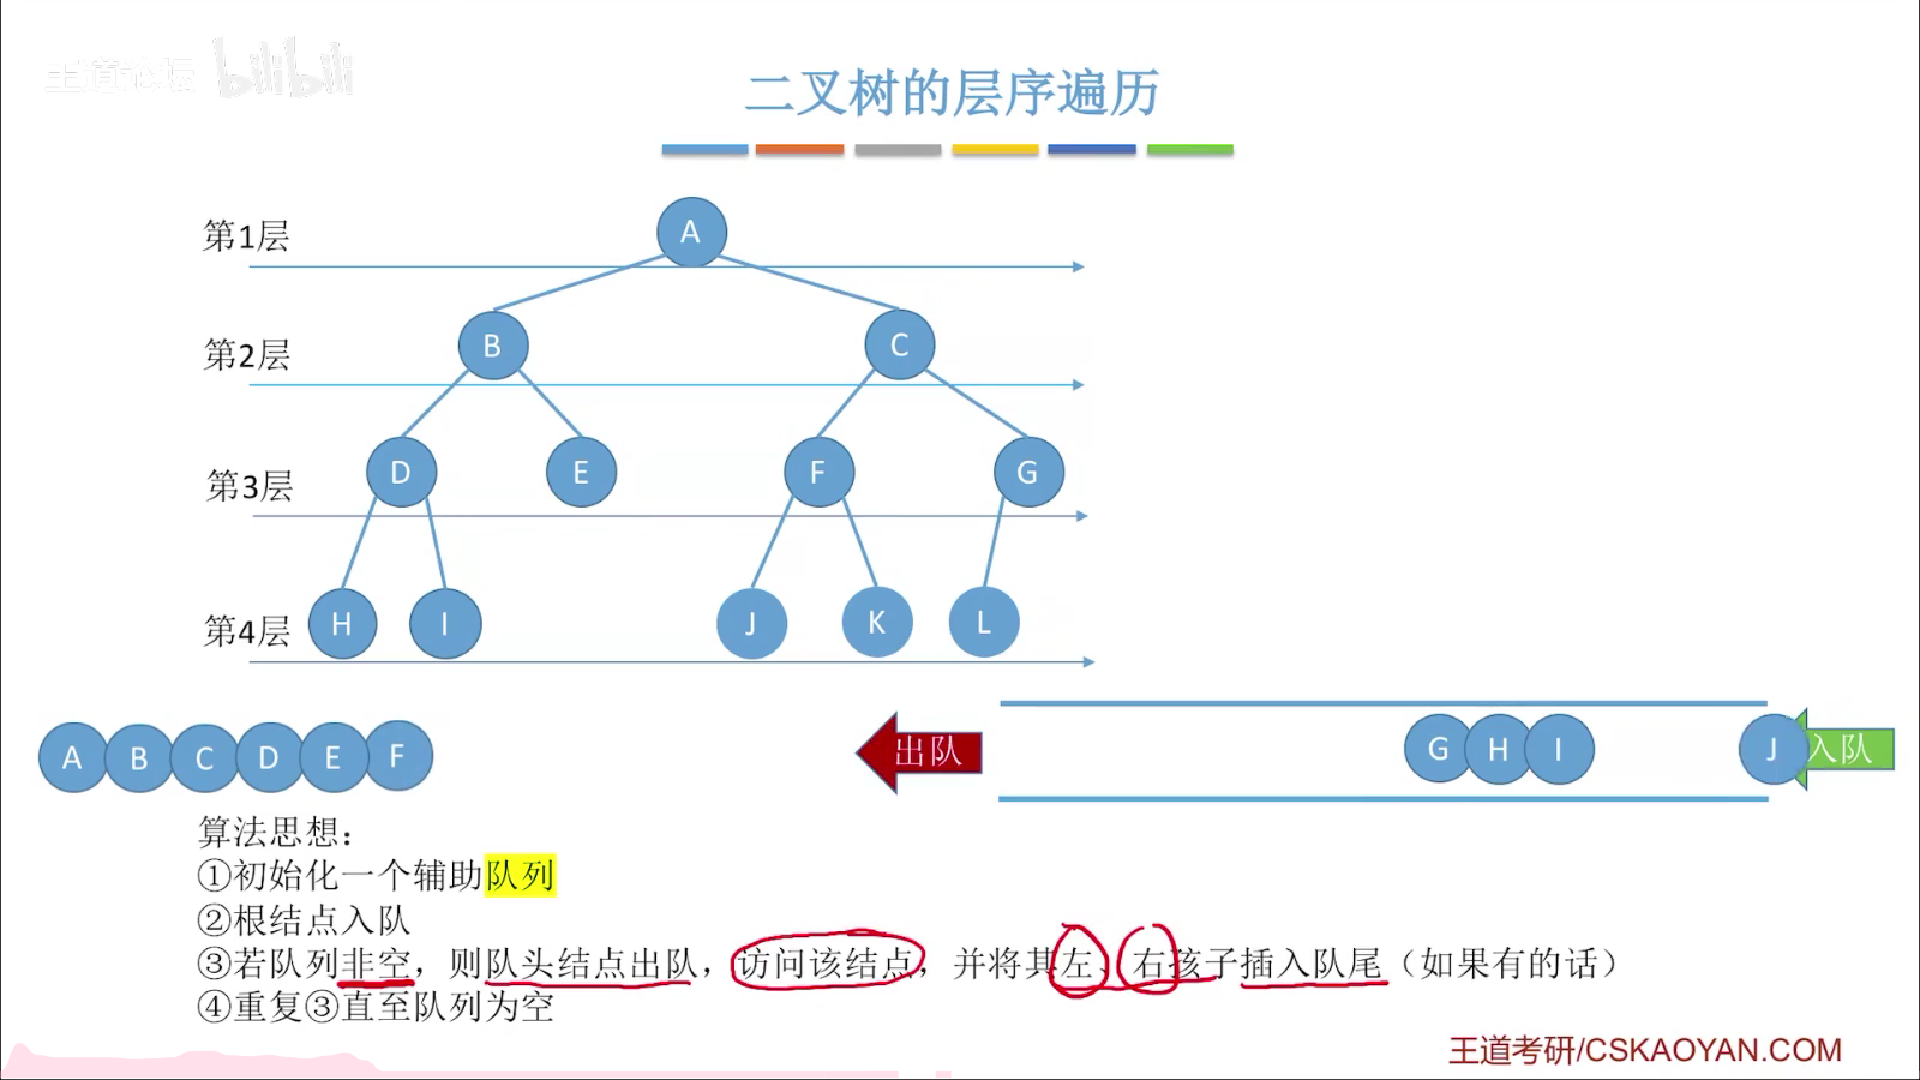 王道论坛 bilibili
二叉树的层序遍历
第1层
A
第2层
B C
第3层
D E F G
第4层
H I J K L
A B C D E F
出队
G H I J
入队
算法思想：
①初始化一个辅助队列
②根结点入队
③若队列非空，则队头结点出队，访问该结点，并将其左、右孩子插入队尾（如果有的话）
④重复③直至队列为空
王道考研/CSKAOYAN.COM